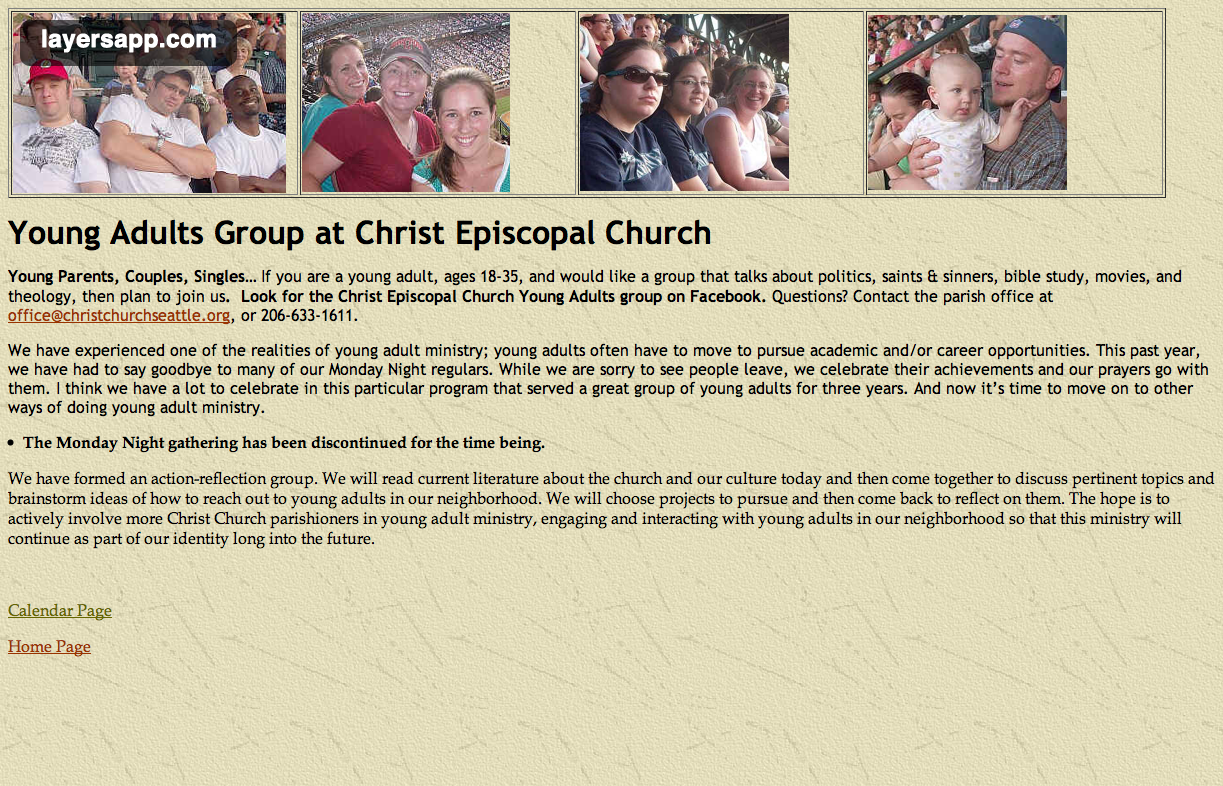 layersapp.com
Young Adults Group at Christ Episcopal Church
Young Parents, Couples, Singles... If you are a young adult, ages 18-35, and would like a group that talks about politics, saints & sinners, bible study, movies, and
theology, then plan to join us.  Look for the Christ Episcopal Church Young Adults group on Facebook. Questions? Contact the parish office at
office@christchurchseattle.org, or 206-633-1611.
We have experienced one of the realities of young adult ministry; young adults often have to move to pursue academic and/or career opportunities. This past year,
we have had to say goodbye to many of our Monday Night regulars. While we are sorry to see people leave, we celebrate their achievements and our prayers go with
them. I think we have a lot to celebrate in this particular program that served a great group of young adults for three years. And now it’s time to move on to other
ways of doing young adult ministry.
• The Monday Night gathering has been discontinued for the time being.
We have formed an action-reflection group. We will read current literature about the church and our culture today and then come together to discuss pertinent topics and
brainstorm ideas of how to reach out to young adults in our neighborhood. We will choose projects to pursue and then come back to reflect on them. The hope is to
actively involve more Christ Church parishioners in young adult ministry, engaging and interacting with young adults in our neighborhood so that this ministry will
continue as part of our identity long into the future.
Calendar Page
Home Page